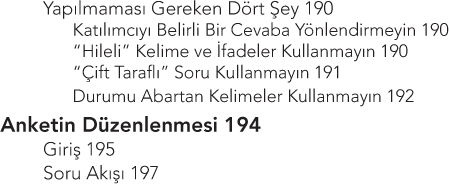 Yapılmaması Gereken Dört Şey 190
Katılımcıyı Belirli Bir Cevaba Yönlendirmeyin 190
“Hileli” Kelime ve İfadeler Kullanmayın 190
“Çift Taraflı” Soru Kullanmayın 191
Durumu Abartan Kelimeler Kullanmayın 192
Anketin Düzenlenmesi 194
Giriş 195
Soru Akışı 197